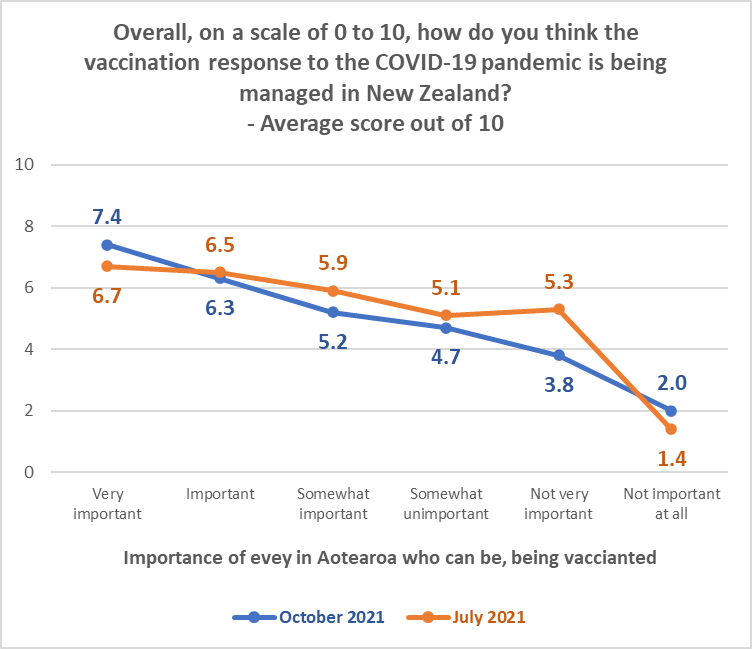 Overall, on a scale of 0 to 10, how do you think the
vaccination response to the COVID-19 pandemic is being
managed in New Zealand?
- Average score out of 10
10
8
6
4
2
0
7.4
6.7
6.5
6.3
5.9
5.2
5.1
4.7
5.3
3.8
2.0
1.4
Very
important
Important
Somewhat
important
Somewhat
unimportant
Not very
important
Not important
at all
Importance of evey in Aotearoa who can be, being vaccianted
October 2021
July 2021